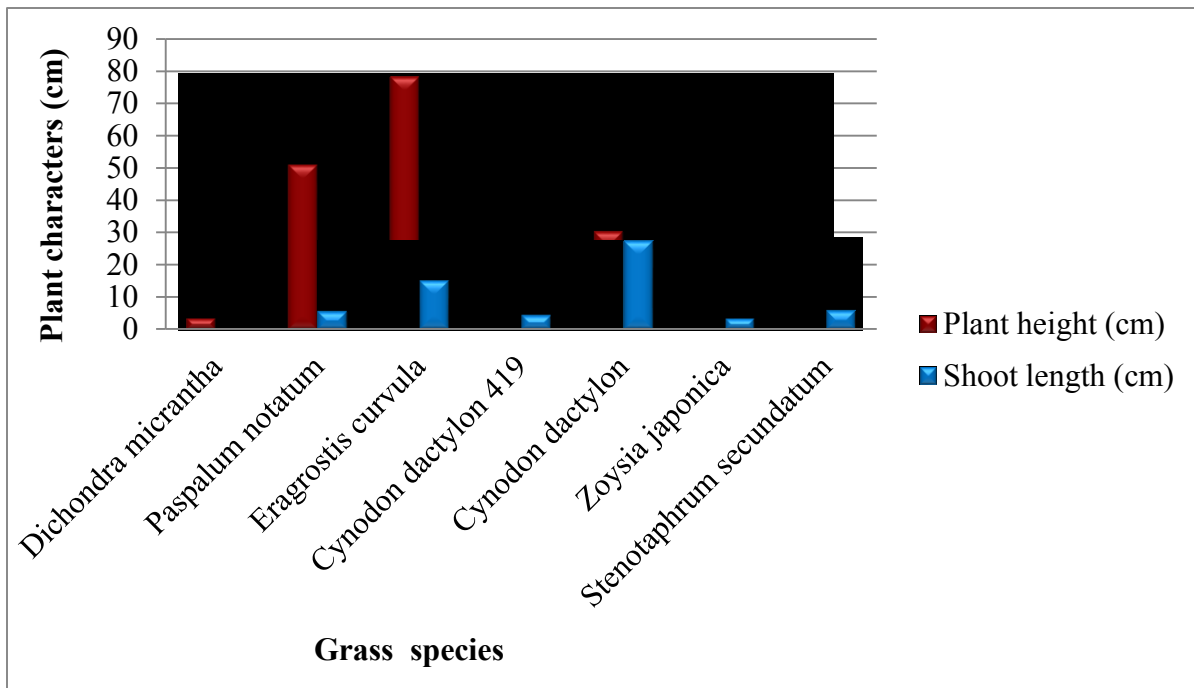 Plant characters (cm)
90
80
70
60
50
40
30
20
10
0
Dichondra micrantha
Paspalum notatum
Eragrostis curvula
Cynodon dactylon 419
Cynodon dactylon
Zoysia japonica
Stenotaphrum secundatum
Grass species
Plant height (cm)
Shoot length (cm)